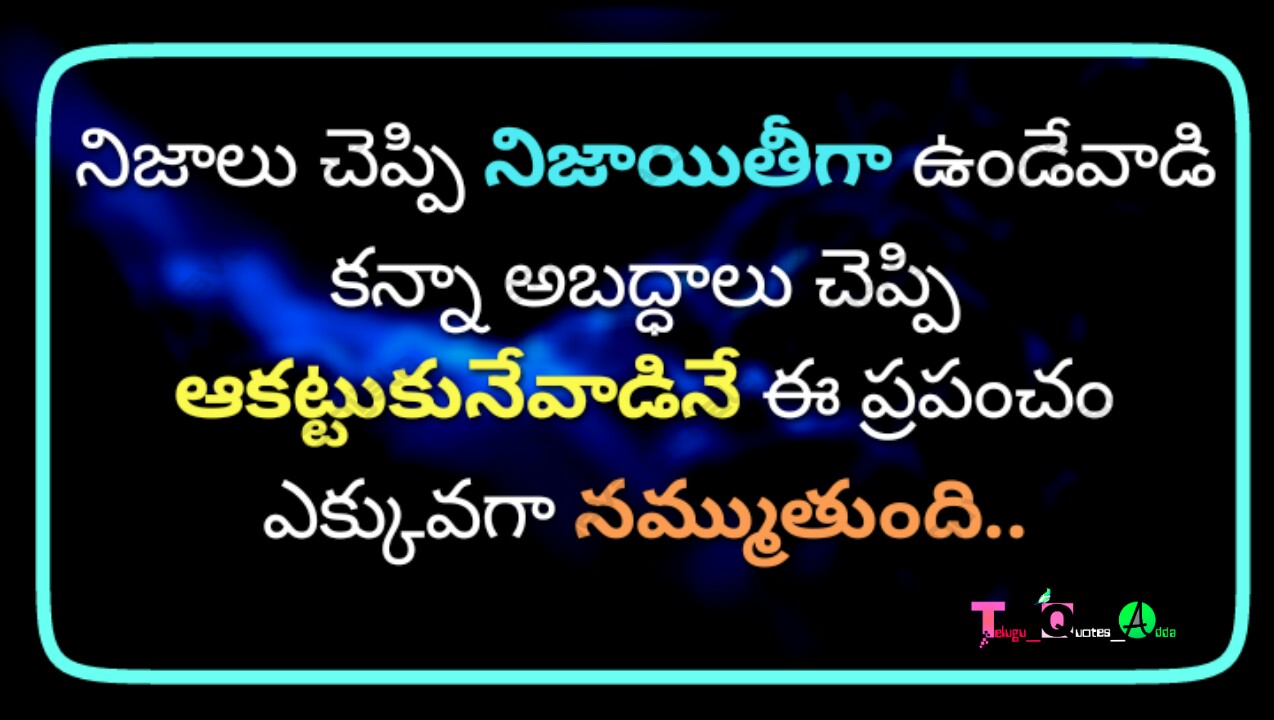 నిజాలు చెప్పి నిజాయితీగా ఉండేవాడి
కన్నా అబద్ధాలు చెప్పి
ఆకట్టుకునేవాడినే ఈ ప్రపంచం
ఎక్కువగా నమ్ముతుంది..
Telugu_Quotes_Adda